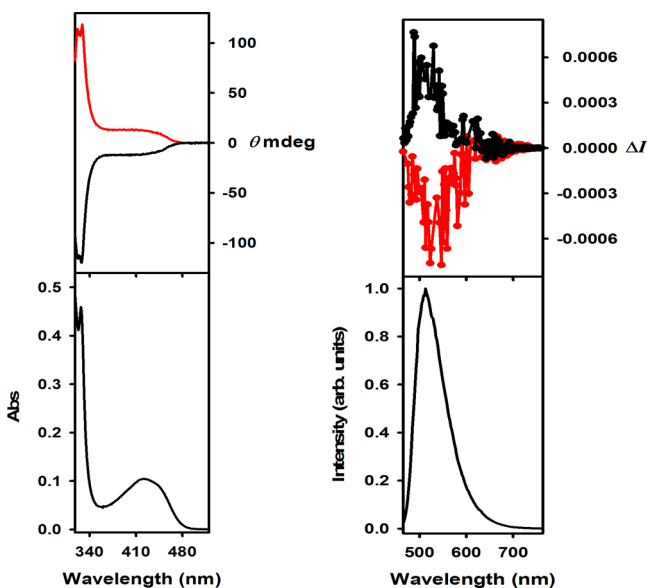 100
50
0 θ mdeg
-50
-100
0.5
0.4
0.3
0.2
0.1
0.0
Abs
340 410 480
Wavelength (nm)
0.0006
0.0003
0.0000 ΔI
-0.0003
-0.0006
1.0
0.8
0.6
0.4
0.2
0.0
Intensity (arb. units)
500 600 700
Wavelength (nm)